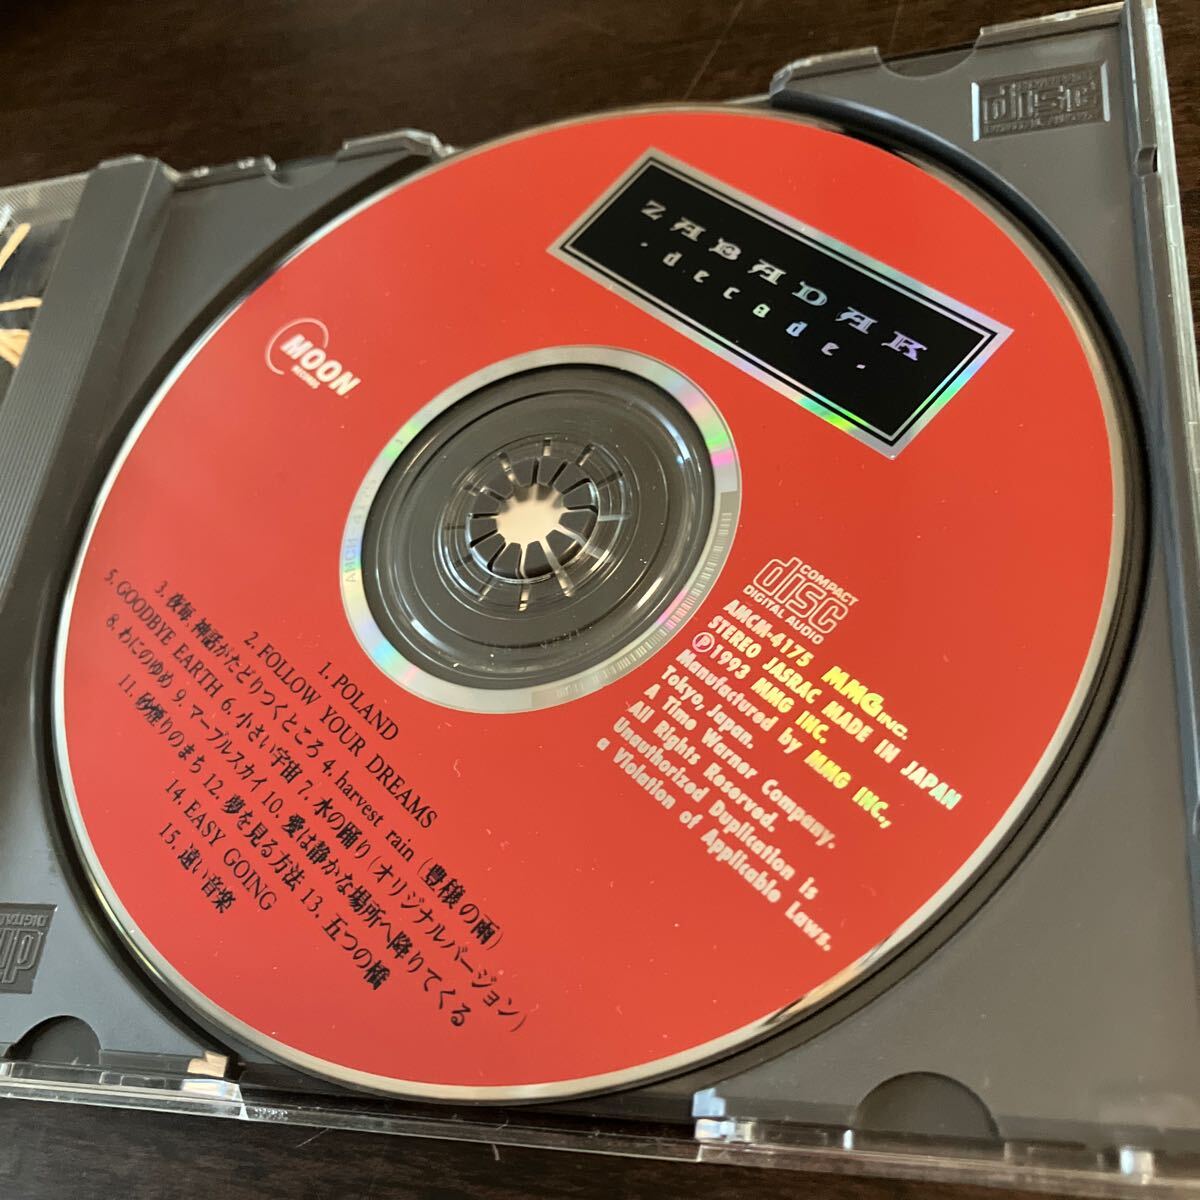 ZABADAK
· decade ·
MOON
RECORDS
COMPACT
disc
DIGITAL AUDIO
AMCM-4175 MMG INC.
STEREO JASRAC MADE IN JAPAN
Ⓟ1993 MMG INC.
Manufactured by MMG INC.,
Tokyo, Japan.
A Time Warner Company.
All Rights Reserved.
Unauthorized Duplication is
a Violation of Applicable Laws.
1. POLAND
2. FOLLOW YOUR DREAMS
3. 夜毎、神話がたどりつくところ 4. harvest rain (豊穣の雨)
5. GOODBYE EARTH 6. 小さい宇宙 7. 水の踊り (オリジナルバージョン)
8. わにのゆめ 9. マーブルスカイ 10. 愛は静かな場所へ降りてくる
11. 砂煙りのまち 12. 夢を見る方法 13. 五つの橋
14. EASY GOING
15. 遠い音楽
disc